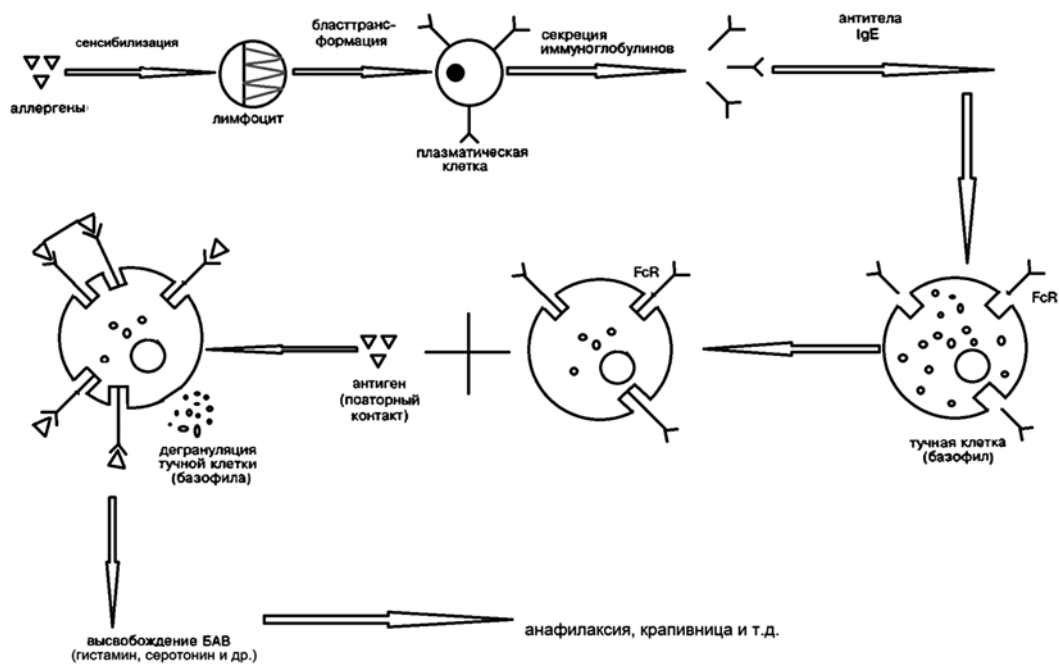 сенсибилизация
бласттранс-
формация
секреция
иммуноглобулинов
антитела
IgE
аллергены:
лимфоцит
плазматическая
клетка
FcR
FcR
антиген
(повторный
контакт)
тучная клетка
(базофил)
дегрануляция
тучной клетки
(базофила)
высвобождение БАВ
(гистамин, серотонин и др.)
анафилаксия, крапивница и т.д.